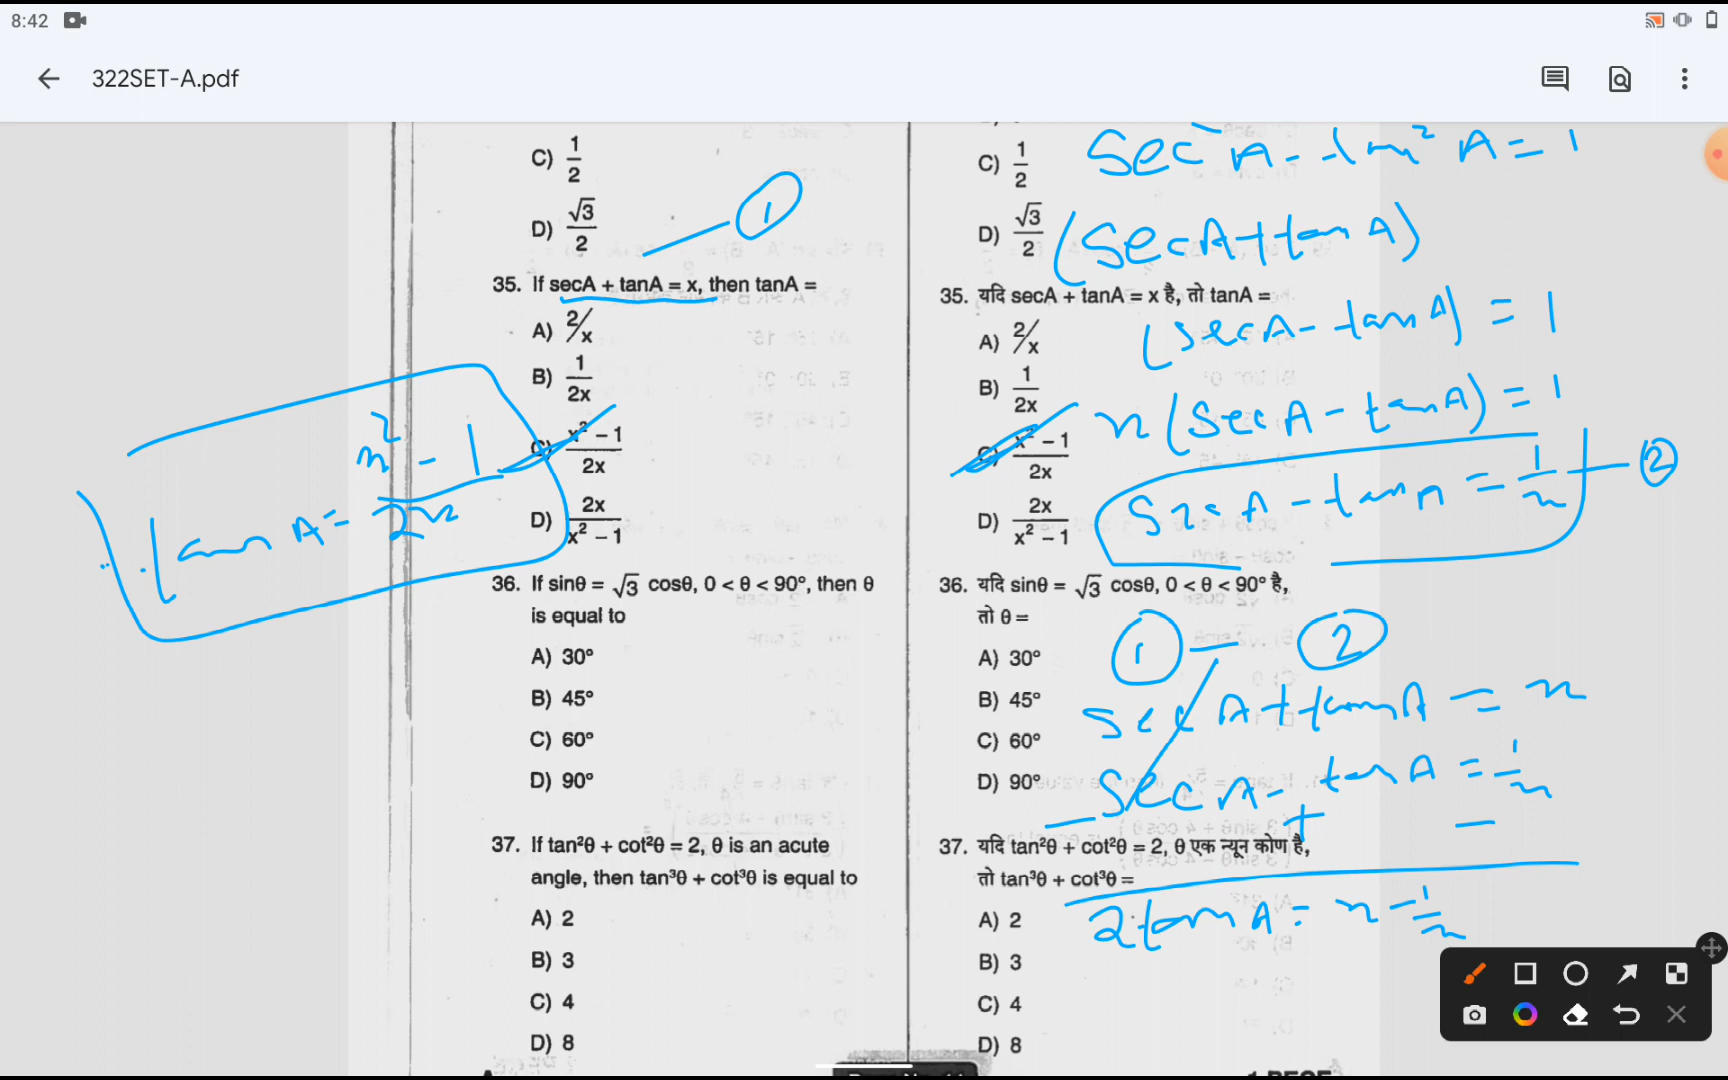 8:42
322SET-A.pdf
C) 1/2
D) √3/2
1
35. If secA + tanA = x, then tanA =
A) 2/x
B) 1/2x
C) x² – 1/2x
D) 2x/x² – 1
tan A = x² - 1/2x
36. If sinθ = √3 cosθ, 0 < θ < 90°, then θ
is equal to
A) 30°
B) 45°
C) 60°
D) 90°
37. If tan²θ + cot²θ = 2, θ is an acute
angle, then tan³θ + cot³θ is equal to
A) 2
B) 3
C) 4
D) 8
C) 1/2
D) √3/2
35. यदि secA + tanA = x है, तो tanA =
A) 2/x
B) 1/2x
C) x² – 1/2x
D) 2x/x² – 1
36. यदि sinθ = √3 cosθ, 0 < θ < 90° है,
तो θ =
A) 30°
B) 45°
C) 60°
D) 90°
37. यदि tan²θ + cot²θ = 2, θ एक न्यून कोण है,
तो tan³θ + cot³θ =
A) 2
B) 3
C) 4
D) 8
Sec²A - tan²A = 1
(SecA + tan A)
(secA - tanA) = 1
x(SecA - tanA) = 1
SecA - tanA = 1/x 2
1 - 2
Sec A + tanA = x
Sec A - tanA = 1/x
- + -
2tanA = x - 1/x